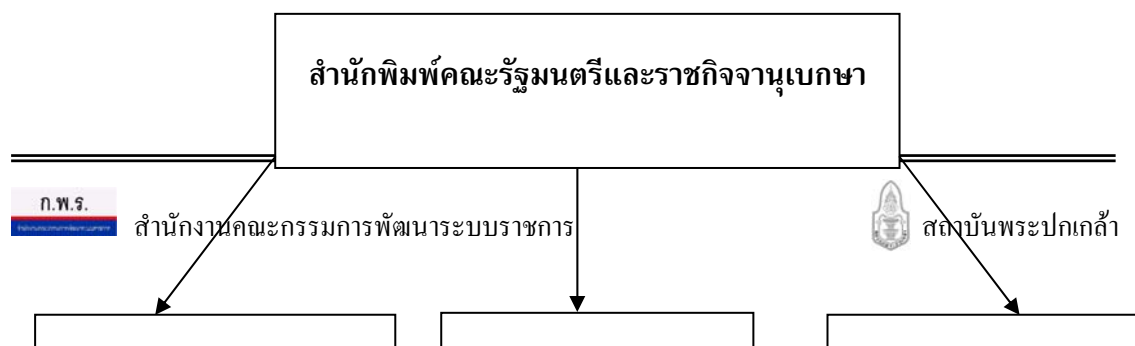 สำนักพิมพ์คณะรัฐมนตรีและราชกิจจานุเบกษา
ก.พ.ร.
สำนักงานคณะกรรมการพัฒนาระบบราชการ
สถาบันพระปกเกล้า